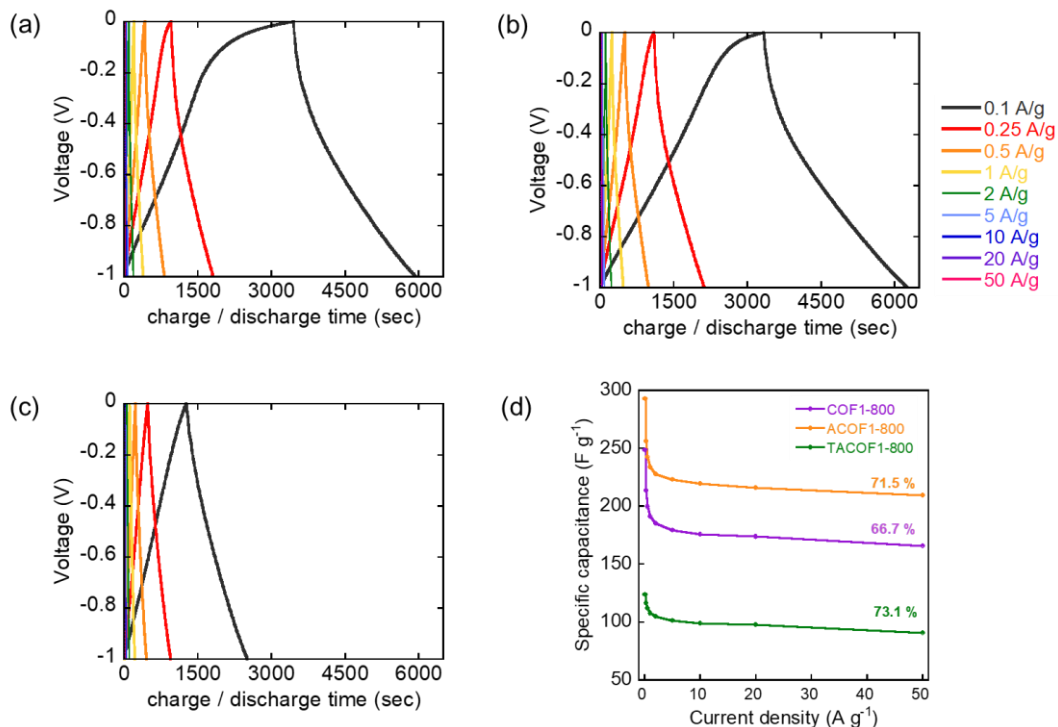 (a)
0
-0.2
-0.4
-0.6
-0.8
-1
Voltage (V)
0 1500 3000 4500 6000
charge / discharge time (sec)
(b)
0
-0.2
-0.4
-0.6
-0.8
-1
Voltage (V)
0 1500 3000 4500 6000
charge / discharge time (sec)
0.1 A/g
0.25 A/g
0.5 A/g
1 A/g
2 A/g
5 A/g
10 A/g
20 A/g
50 A/g
(c)
0
-0.2
-0.4
-0.6
-0.8
-1
Voltage (V)
0 1500 3000 4500 6000
charge / discharge time (sec)
(d)
300
250
200
150
100
50
Specific capacitance (F g⁻¹)
COF1-800
ACOF1-800
TACOF1-800
71.5 %
66.7 %
73.1 %
0 10 20 30 40 50
Current density (A g⁻¹)